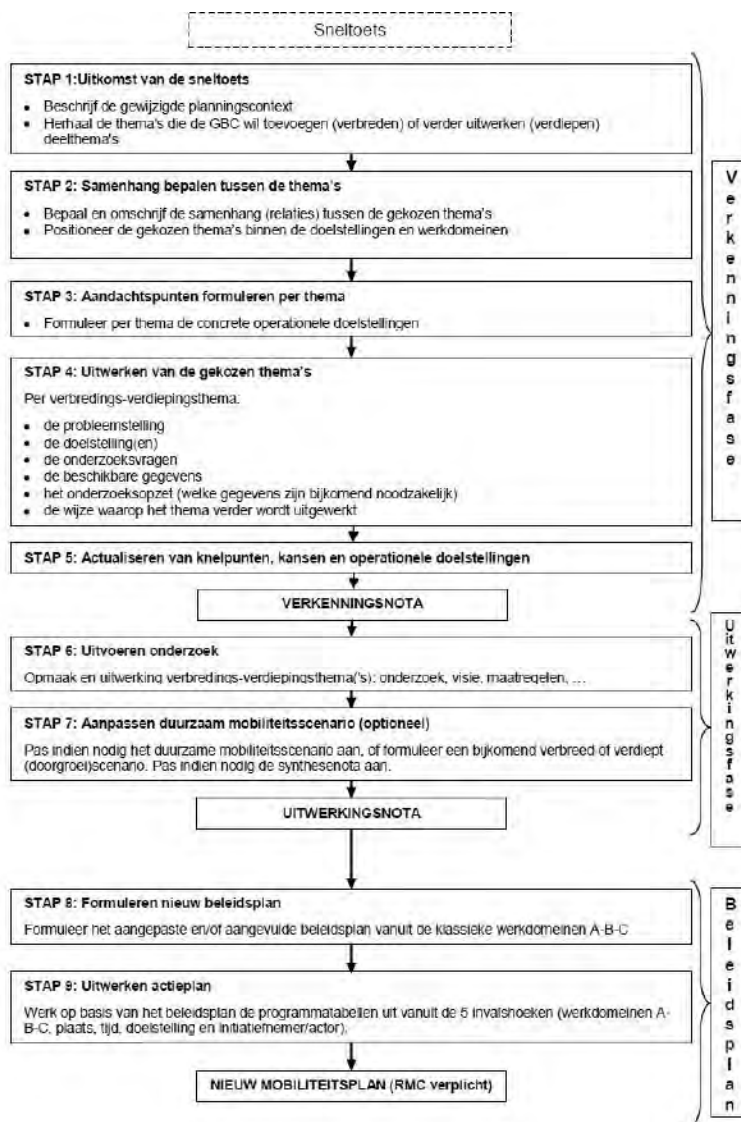 Sneltoets
STAP 1:Uitkomst van de sneltoets
• Beschrijf de gewijzigde planningscontext
• Herhaal de thema's die de GBC wil toevoegen (verbreden) of verder uitwerken (verdiepen)
deelthema's
STAP 2: Samenhang bepalen tussen de thema's
• Bepaal en omschrijf de samenhang (relaties) tussen de gekozen thema's
• Positioneer de gekozen thema's binnen de doelstellingen en werkdomeinen
STAP 3: Aandachtspunten formuleren per thema
• Formuleer per thema de concrete operationele doelstellingen
STAP 4: Uitwerken van de gekozen thema's
Per verbredings-verdiepingsthema:
• de probleemstelling
• de doelstelling(en)
• de onderzoeksvragen
• de beschikbare gegevens
• het onderzoeksopzet (welke gegevens zijn bijkomend noodzakelijk)
• de wijze waarop het thema verder wordt uitgewerkt
STAP 5: Actualiseren van knelpunten, kansen en operationele doelstellingen
VERKENNINGSNOTA
Verkenningsfase
STAP 6: Uitvoeren onderzoek
Opmaak en uitwerking verbredings-verdiepingsthema('s): onderzoek, visie, maatregelen, …
STAP 7: Aanpassen duurzaam mobiliteitsscenario (optioneel)
Pas indien nodig het duurzame mobiliteitsscenario aan, of formuleer een bijkomend verbreed of verdiept
(doorgroei)scenario. Pas indien nodig de synthesenota aan.
UITWERKINGSNOTA
Uitwerkingsfase
STAP 8: Formuleren nieuw beleidsplan
Formuleer het aangepaste en/of aangevulde beleidsplan vanuit de klassieke werkdomeinen A-B-C
STAP 9: Uitwerken actieplan
Werk op basis van het beleidsplan de programmatabellen uit vanuit de 5 invalshoeken (werkdomeinen A-
B-C, plaats, tijd, doelstelling en initiatiefnemer/actor).
NIEUW MOBILITEITSPLAN (RMC verplicht)
Beleidsplan